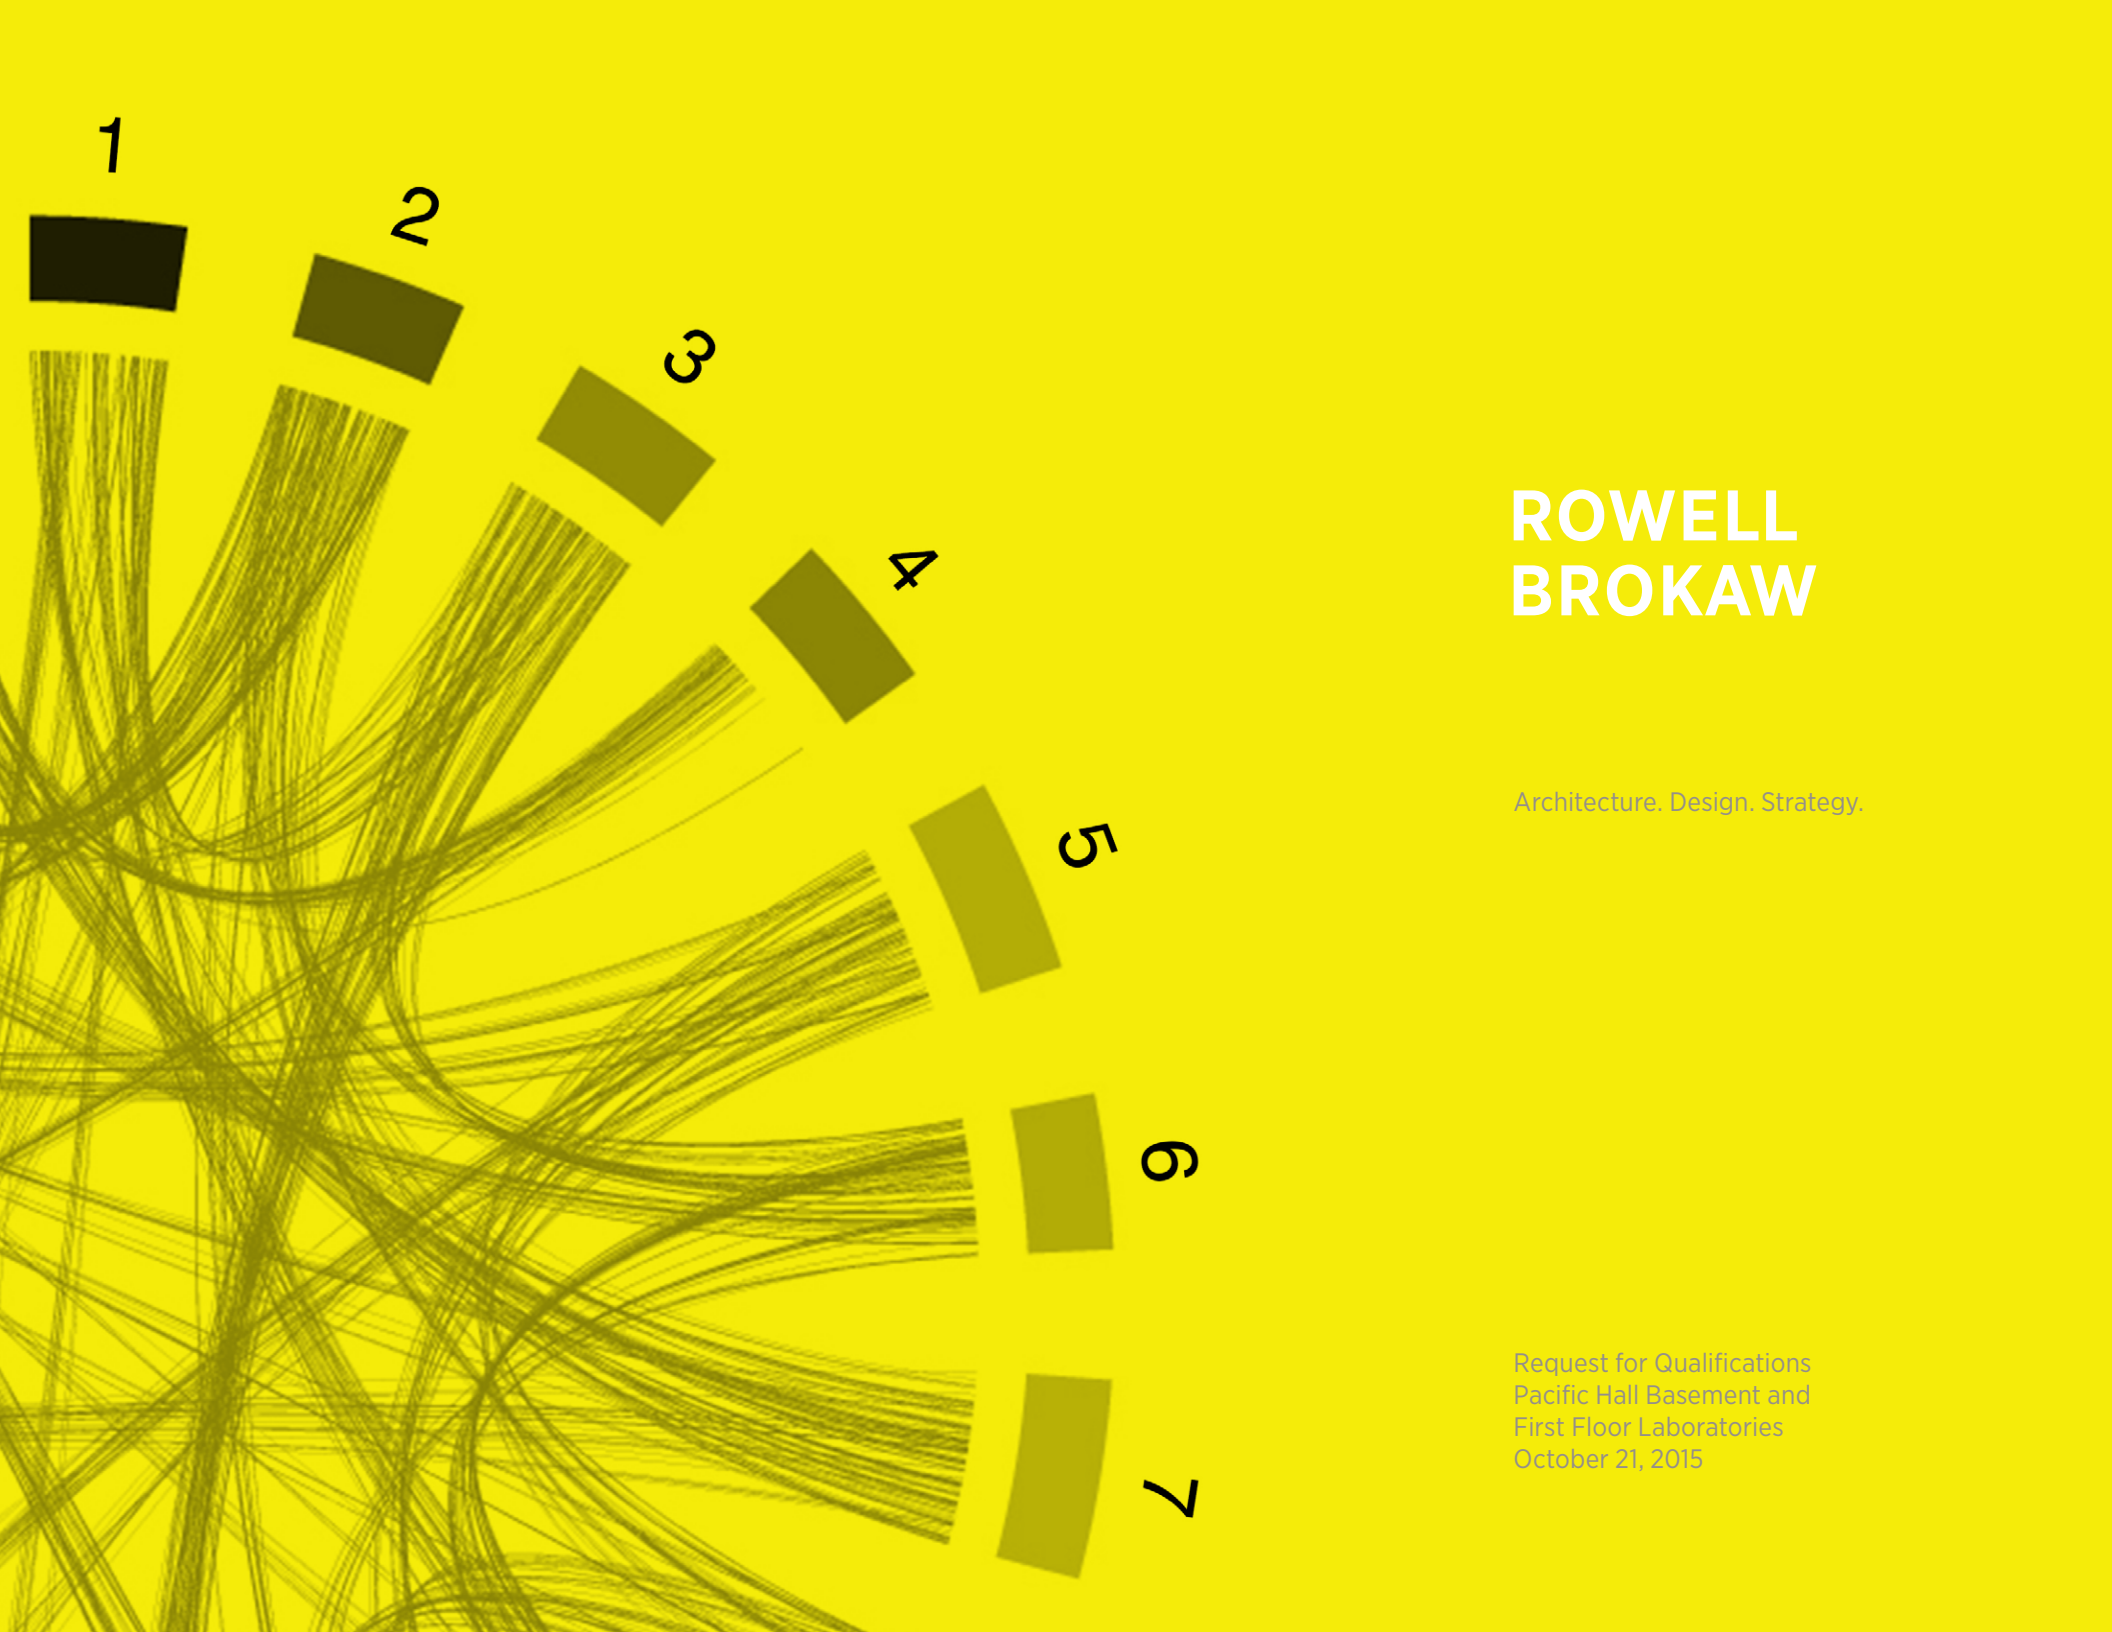 1
2
3
4
5
6
7
ROWELL
BROKAW
Architecture. Design. Strategy.
Request for Qualifications
Pacific Hall Basement and
First Floor Laboratories
October 21, 2015